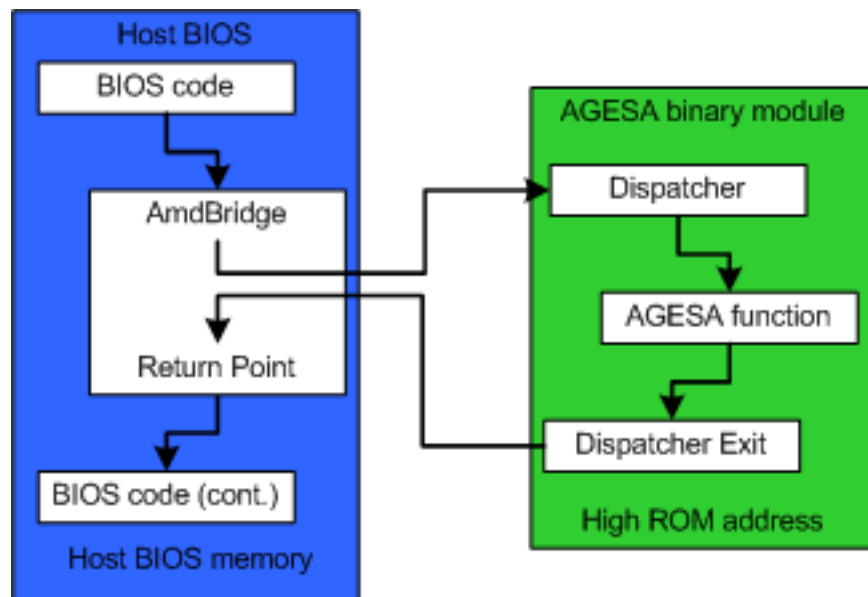 Host BIOS
BIOS code
AmdBridge
Return Point
BIOS code (cont.)
Host BIOS memory
AGESA binary module
Dispatcher
AGESA function
Dispatcher Exit
High ROM address